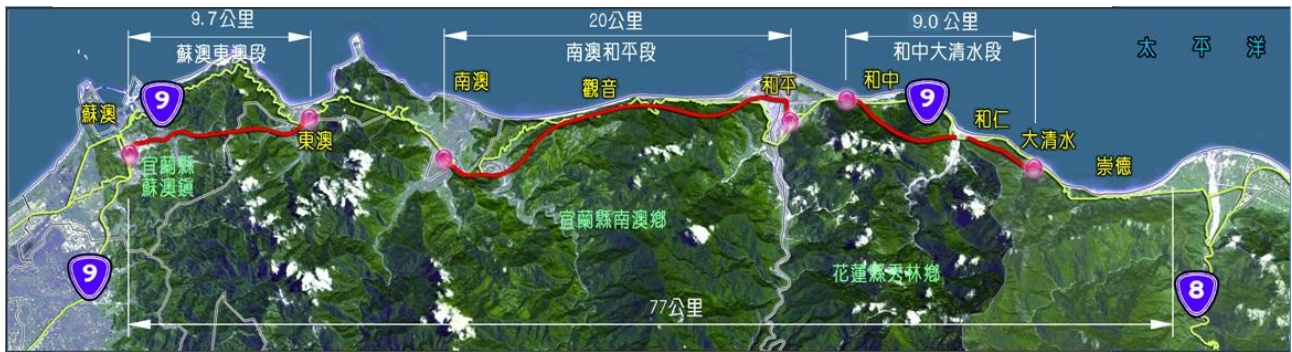 9.7公里
蘇澳東澳段
20公里
南澳和平段
9.0公里
和中大清水段
太平洋
蘇澳
9
東澳
南澳
觀音
和平
和中
9
和仁
大清水
崇德
宜蘭縣
蘇澳鎮
宜蘭縣南澳鄉
花蓮縣秀林鄉
9
8
77公里